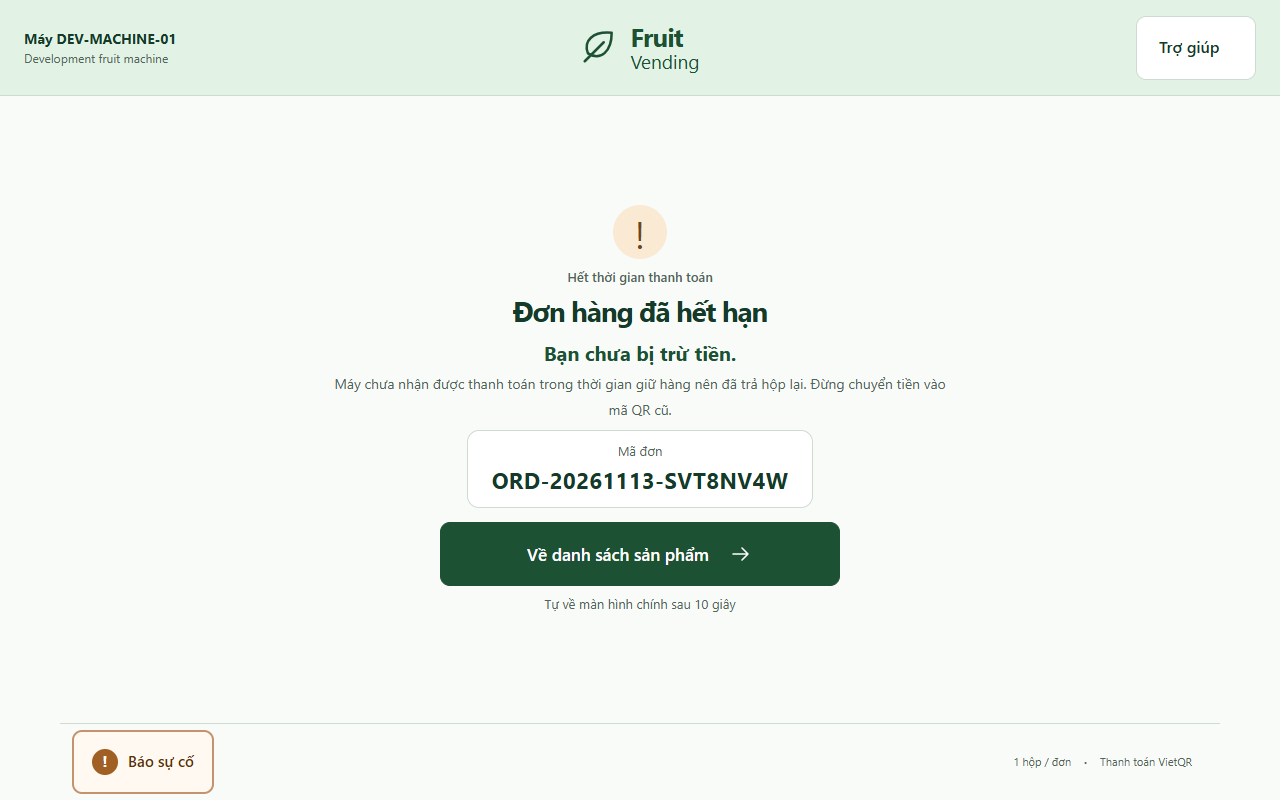 Máy DEV-MACHINE-01
Development fruit machine
Fruit
Vending
Trợ giúp
!
Hết thời gian thanh toán
Đơn hàng đã hết hạn
Bạn chưa bị trừ tiền.
Máy chưa nhận được thanh toán trong thời gian giữ hàng nên đã trả hộp lại. Đừng chuyển tiền vào
mã QR cũ.
Mã đơn
ORD-20261113-SVT8NV4W
Về danh sách sản phẩm →
Tự về màn hình chính sau 10 giây
! Báo sự cố
1 hộp / đơn • Thanh toán VietQR